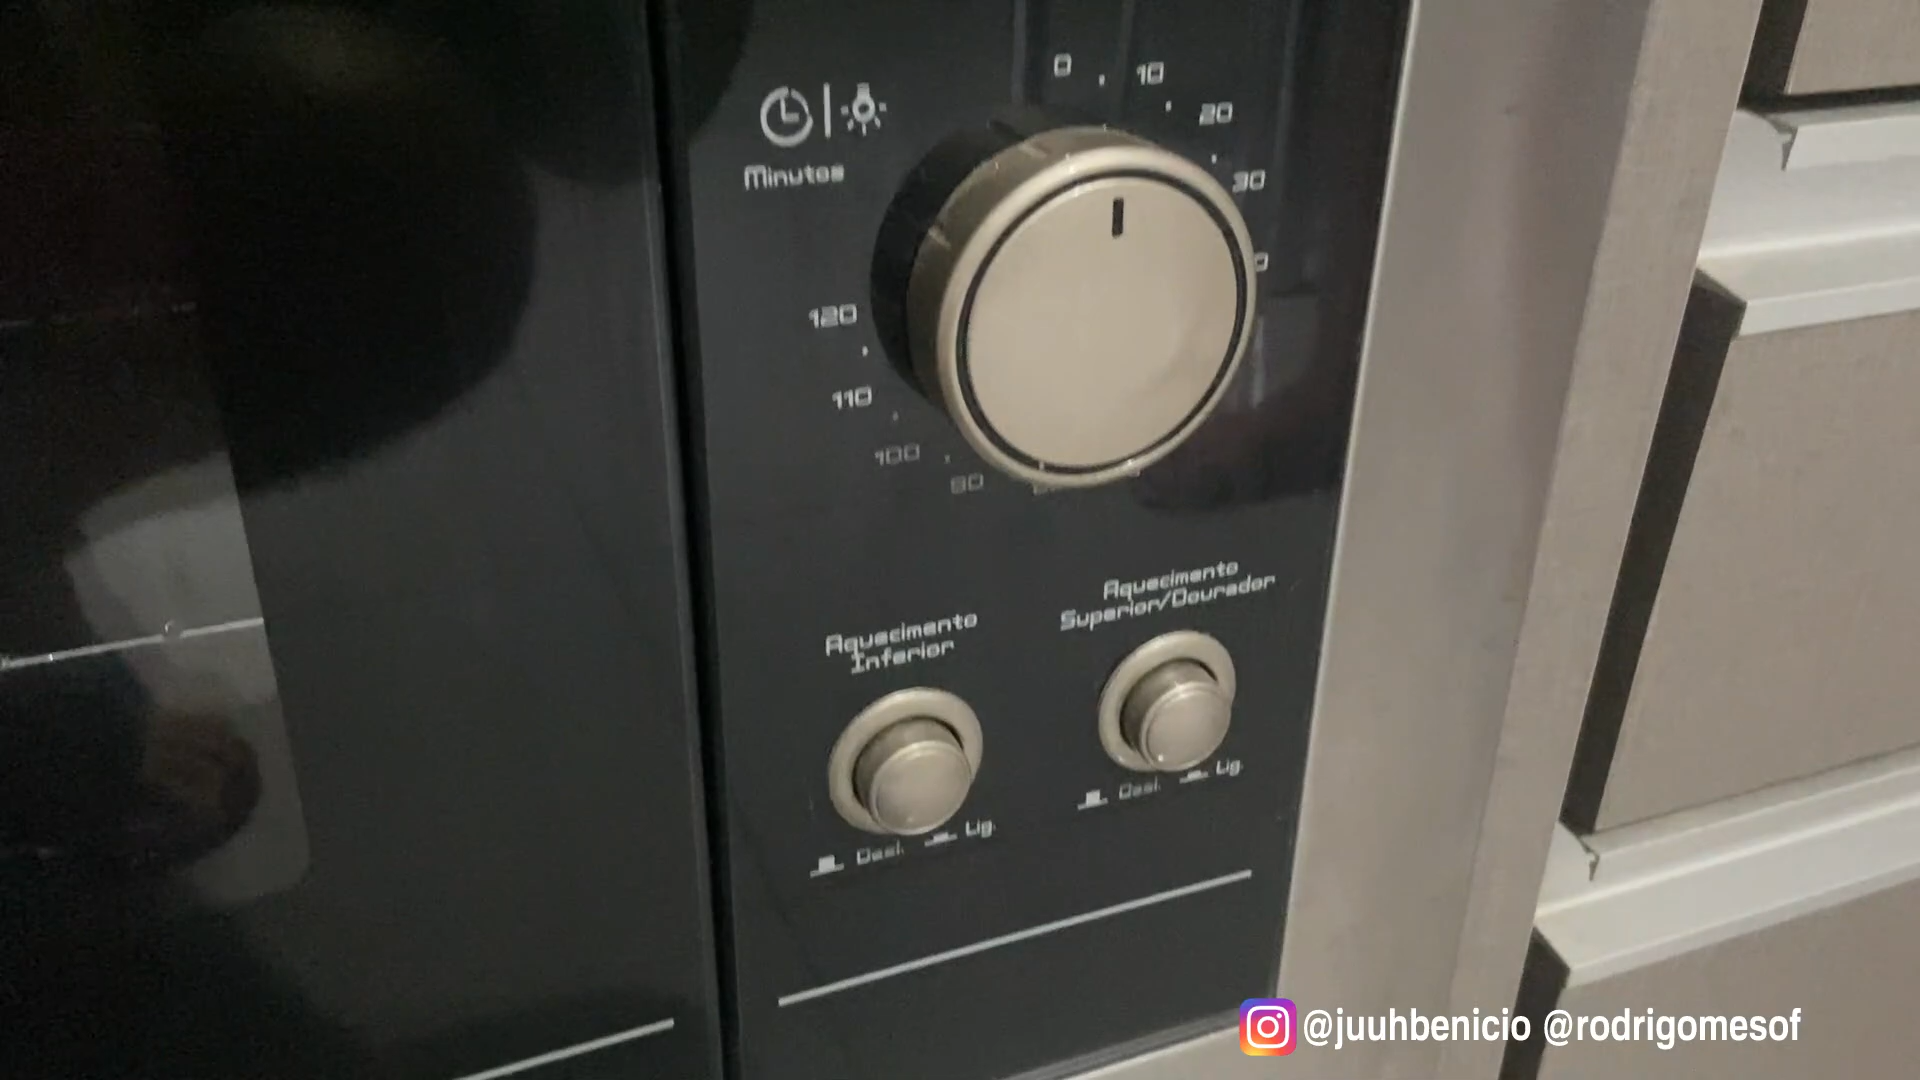 0
10
20
30
Minutos
120
110
100
90
Aquecimento
Superior/Dourador
Aquecimento
Inferior
Desl. Lig.
Desl. Lig.
@juuhbenicio @rodrigomesof